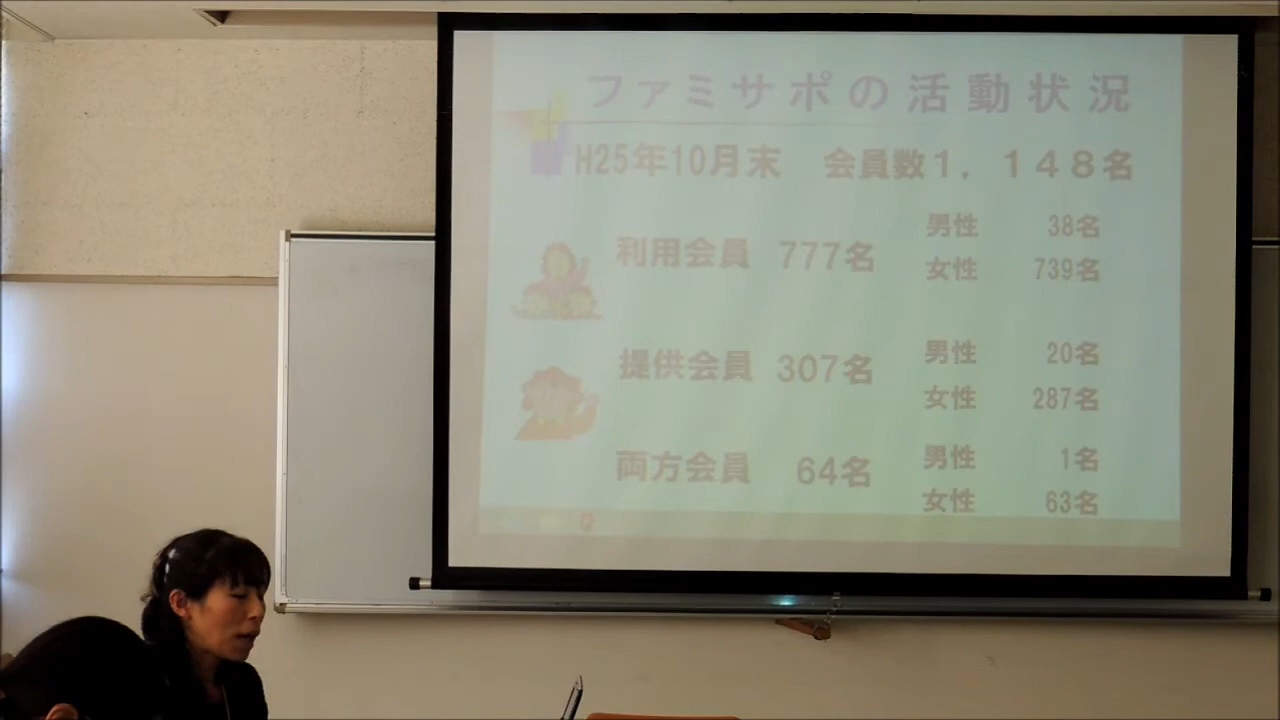 ファミサポの活動状況
H25年10月末　会員数１，１４８名
利用会員 777名
男性 38名
女性 739名
提供会員 307名
男性 20名
女性 287名
両方会員 64名
男性 1名
女性 63名